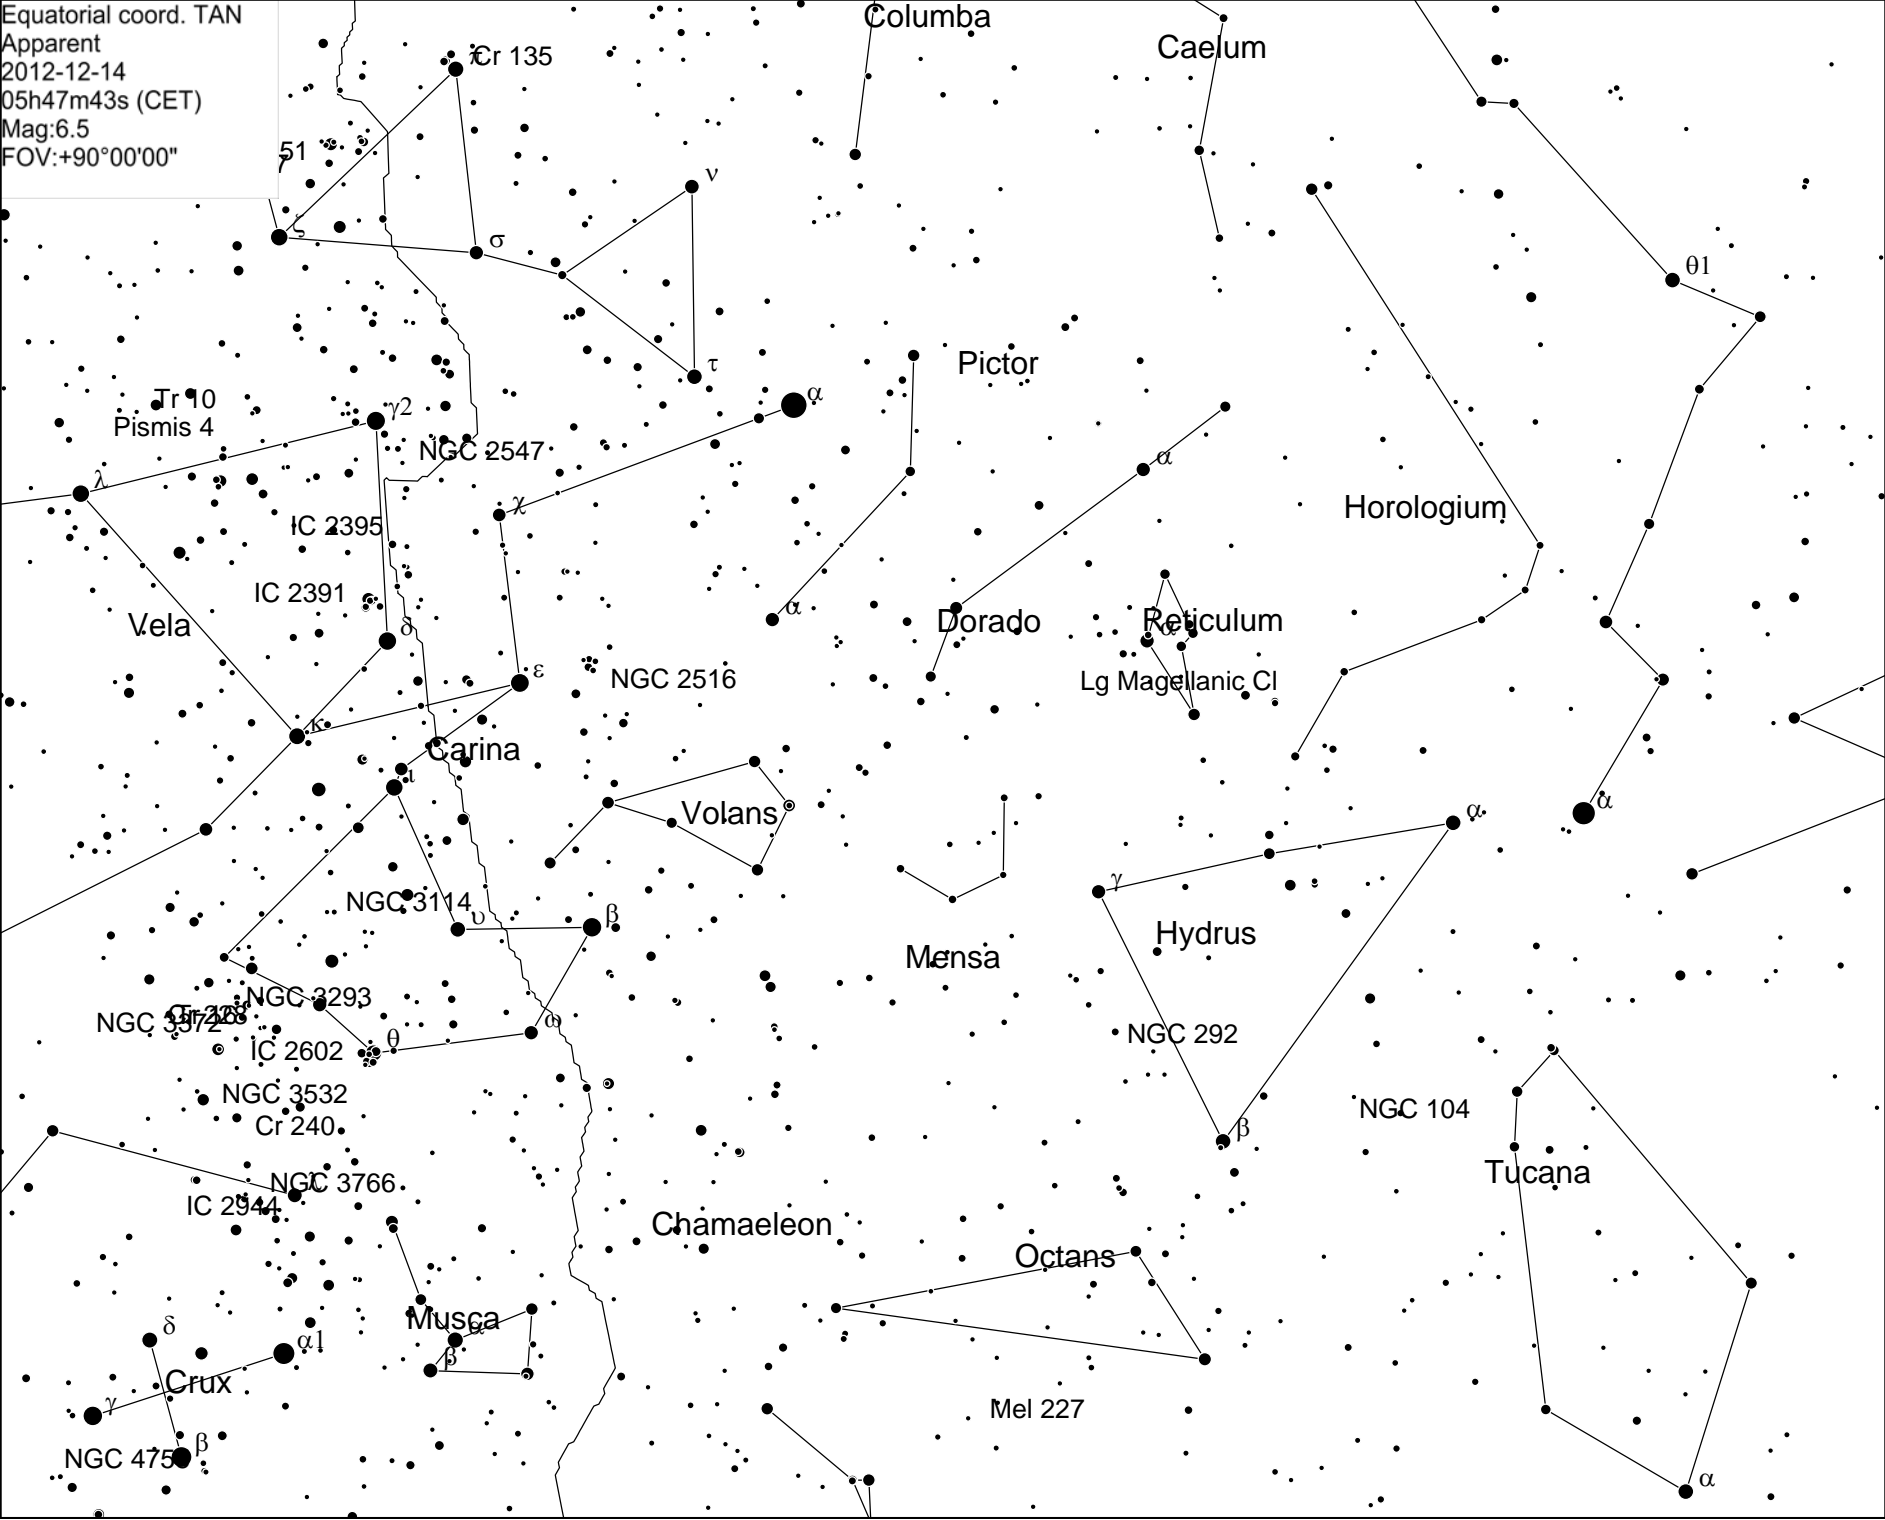 Equatorial coord. TAN
Apparent
2012-12-14
05h47m43s (CET)
Mag:6.5
FOV:+90°00'00"
Columba
Caelum
π
Cr 135
51
ζ
σ
ν
θ1
Pictor
τ
α
Tr 10
Pismis 4
γ2
NGC 2547
α
λ
χ
Horologium
IC 2395
IC 2391
α
Dorado
Reticulum
α
Vela
δ
ε
NGC 2516
Lg Magellanic Cl
κ
Carina
ι
Volans
α
α
NGC 3114
υ
β
γ
Hydrus
Mensa
NGC 3293
NGC 3572
ω
θ
IC 2602
NGC 292
NGC 3532
Cr 240
NGC 104
β
Tucana
NGC 3766
λ
IC 2944
Chamaeleon
Octans
Musca
α
β
δ
α1
Crux
γ
Mel 227
β
NGC 475
α